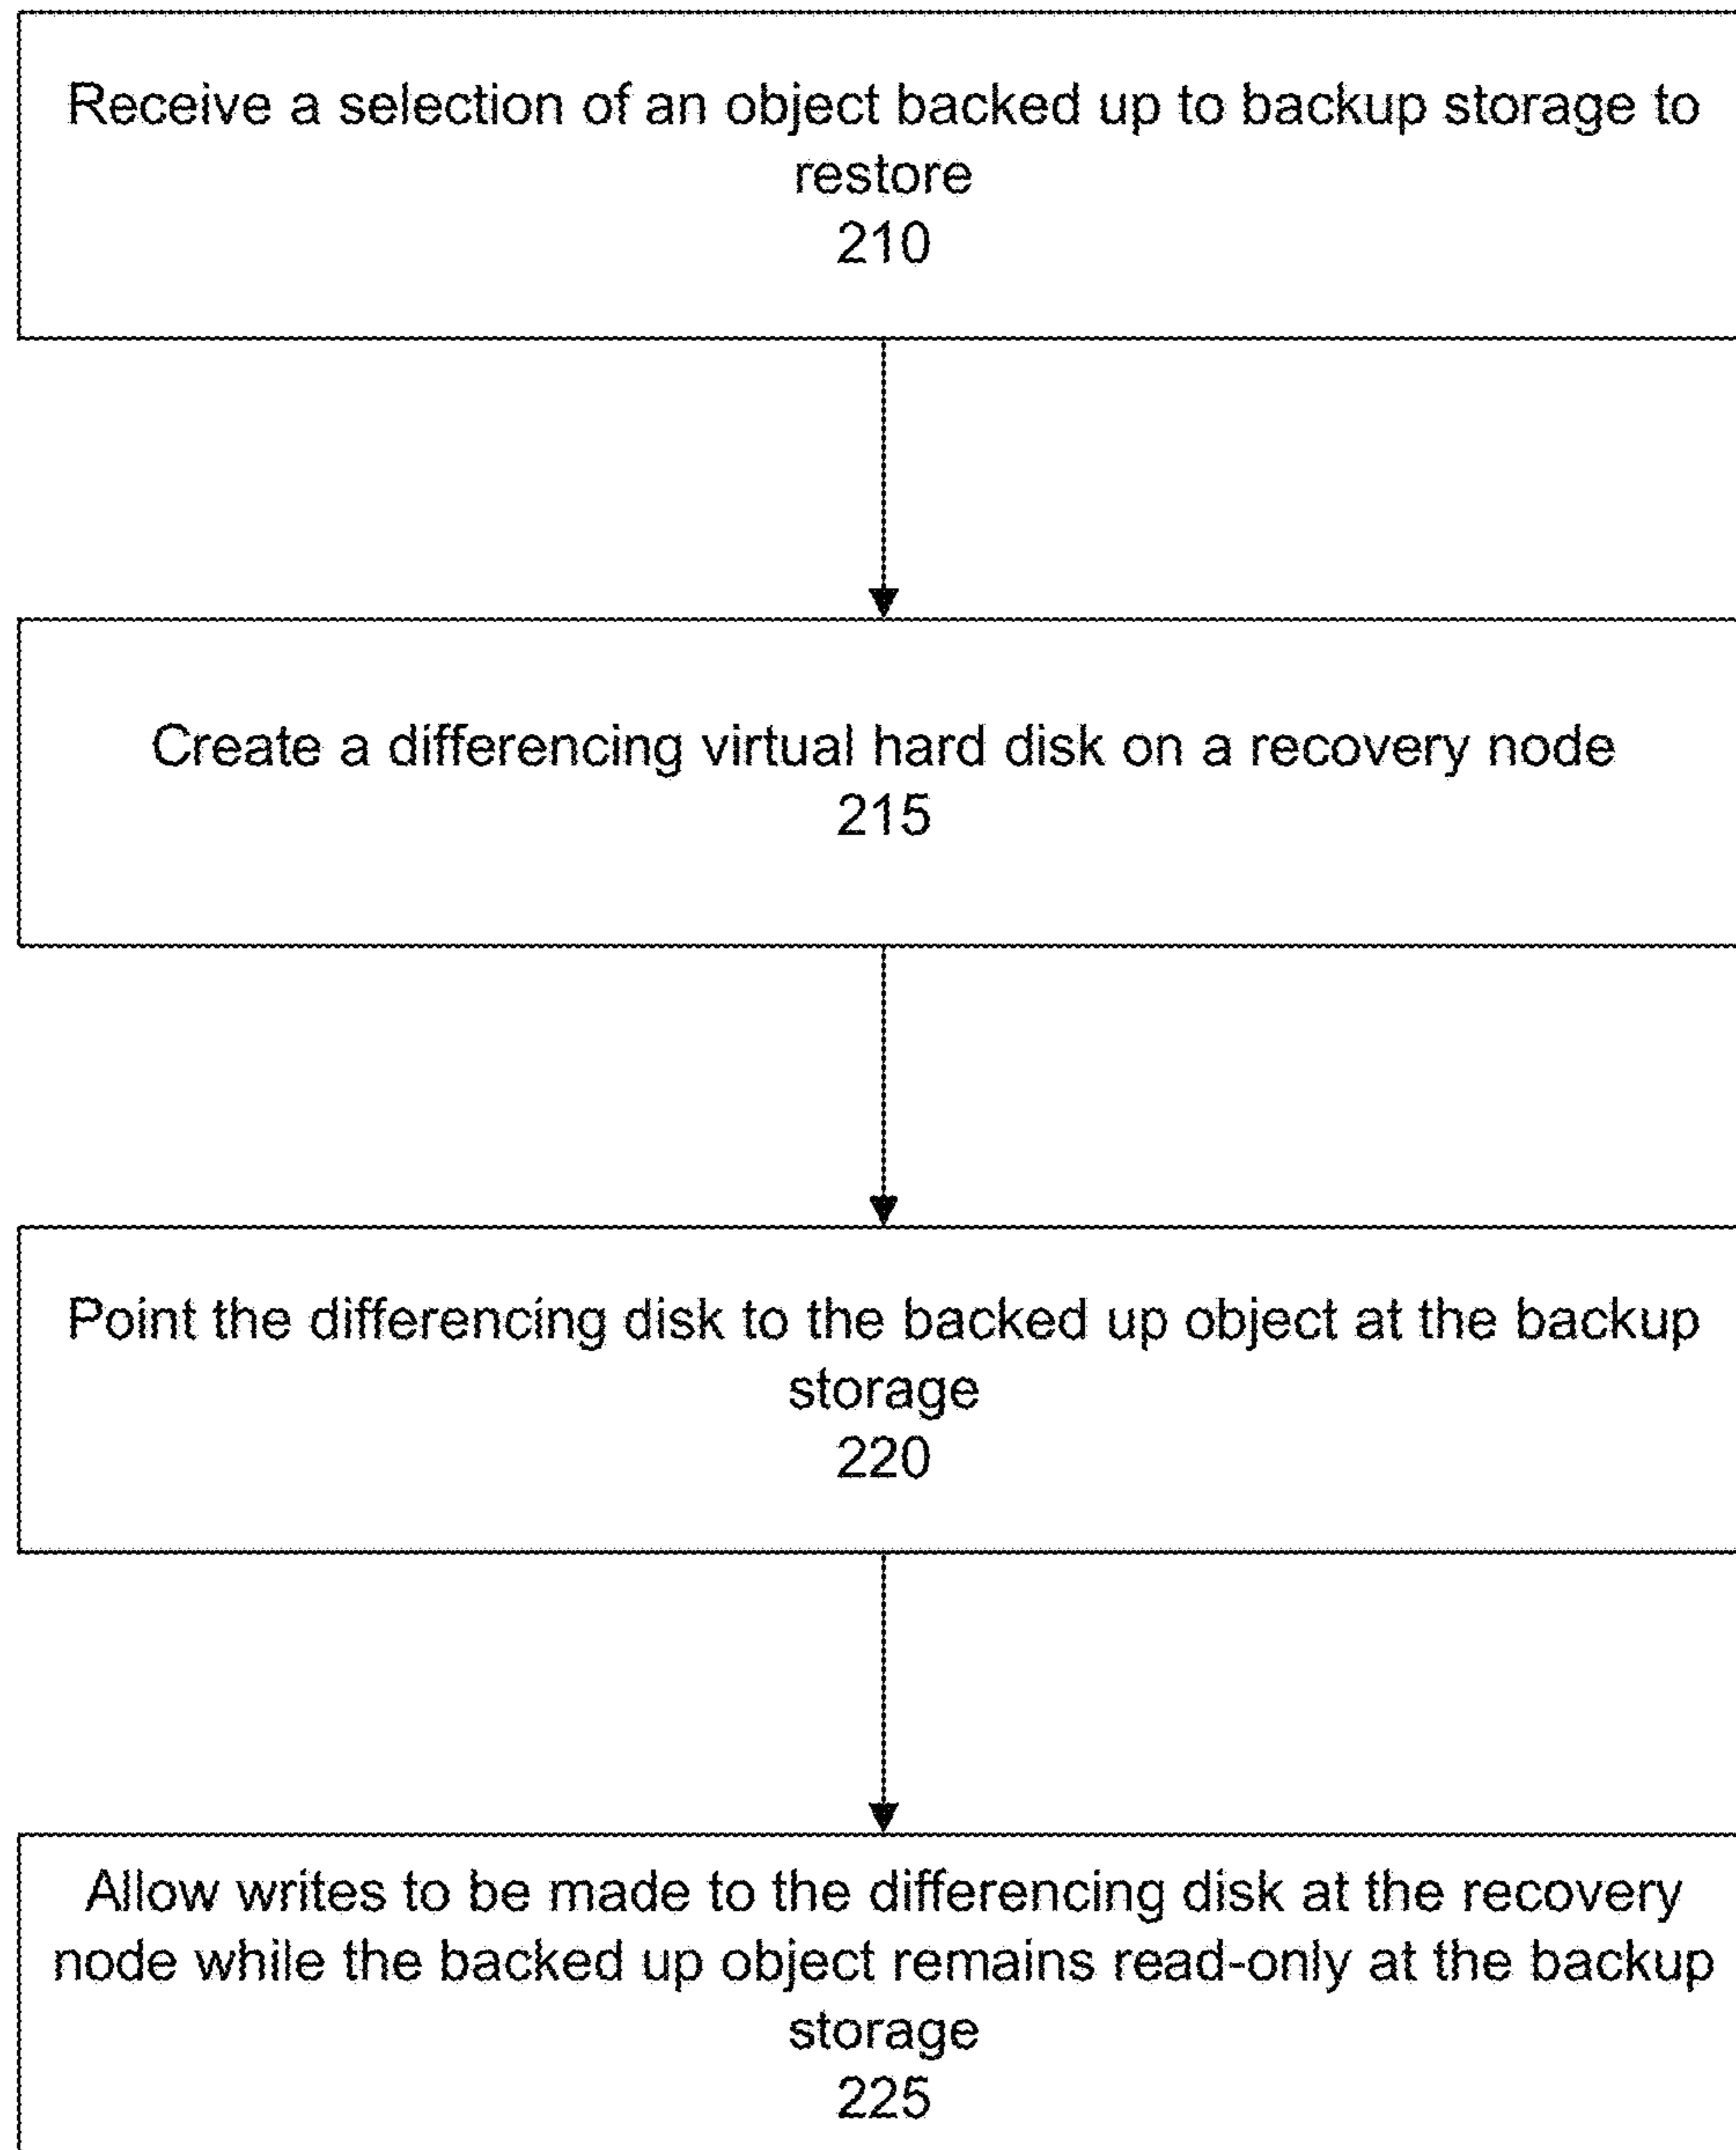 Receive a selection of an object backed up to backup storage to
restore
210
Create a differencing virtual hard disk on a recovery node
215
Point the differencing disk to the backed up object at the backup
storage
220
Allow writes to be made to the differencing disk at the recovery
node while the backed up object remains read-only at the backup
storage
225